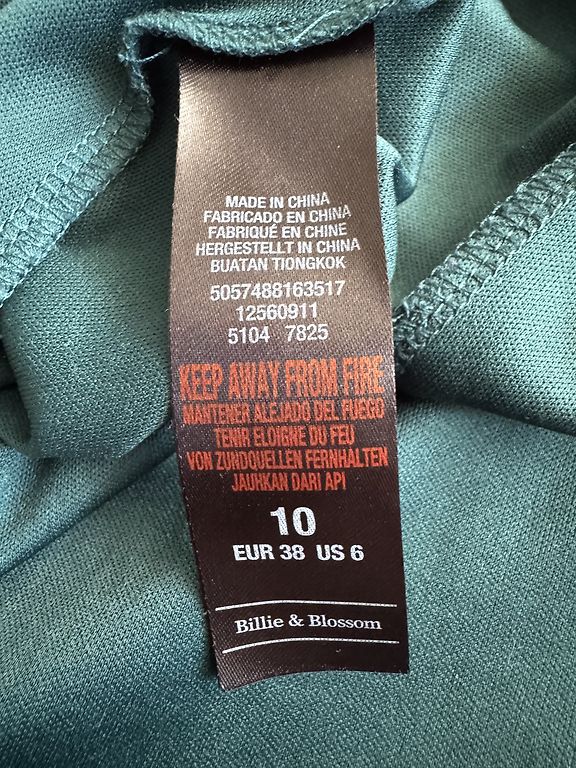 MADE IN CHINA
FABRICADO EN CHINA
FABRIQUÉ EN CHINE
HERGESTELLT IN CHINA
BUATAN TIONGKOK
5057488163517
12560911
5104 7825
KEEP AWAY FROM FIRE
MANTENER ALEJADO DEL FUEGO
TENIR ELOIGNE DU FEU
VON ZUNDQUELLEN FERNHALTEN
JAUHKAN DARI API
10
EUR 38 US 6
Billie & Blossom